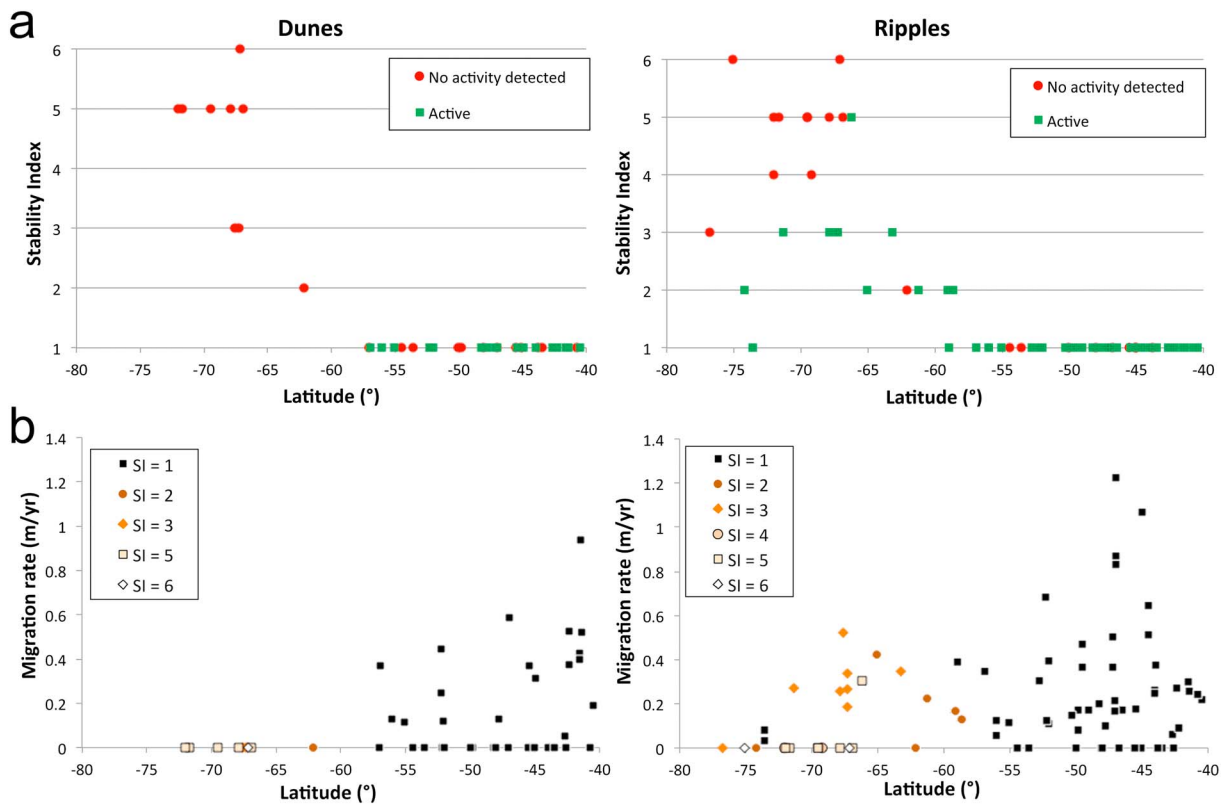 a
Dunes
Ripples
Stability Index
6
5
4
3
2
1
No activity detected
Active
-80 -75 -70 -65 -60 -55 -50 -45 -40
Latitude (°)
Stability Index
6
5
4
3
2
1
No activity detected
Active
-80 -75 -70 -65 -60 -55 -50 -45 -40
Latitude (°)
b
Migration rate (m/yr)
1.4
1.2
1
0.8
0.6
0.4
0.2
0
SI = 1
SI = 2
SI = 3
SI = 5
SI = 6
-80 -75 -70 -65 -60 -55 -50 -45 -40
Latitude (°)
Migration rate (m/yr)
1.4
1.2
1
0.8
0.6
0.4
0.2
0
SI = 1
SI = 2
SI = 3
SI = 4
SI = 5
SI = 6
-80 -75 -70 -65 -60 -55 -50 -45 -40
Latitude (°)